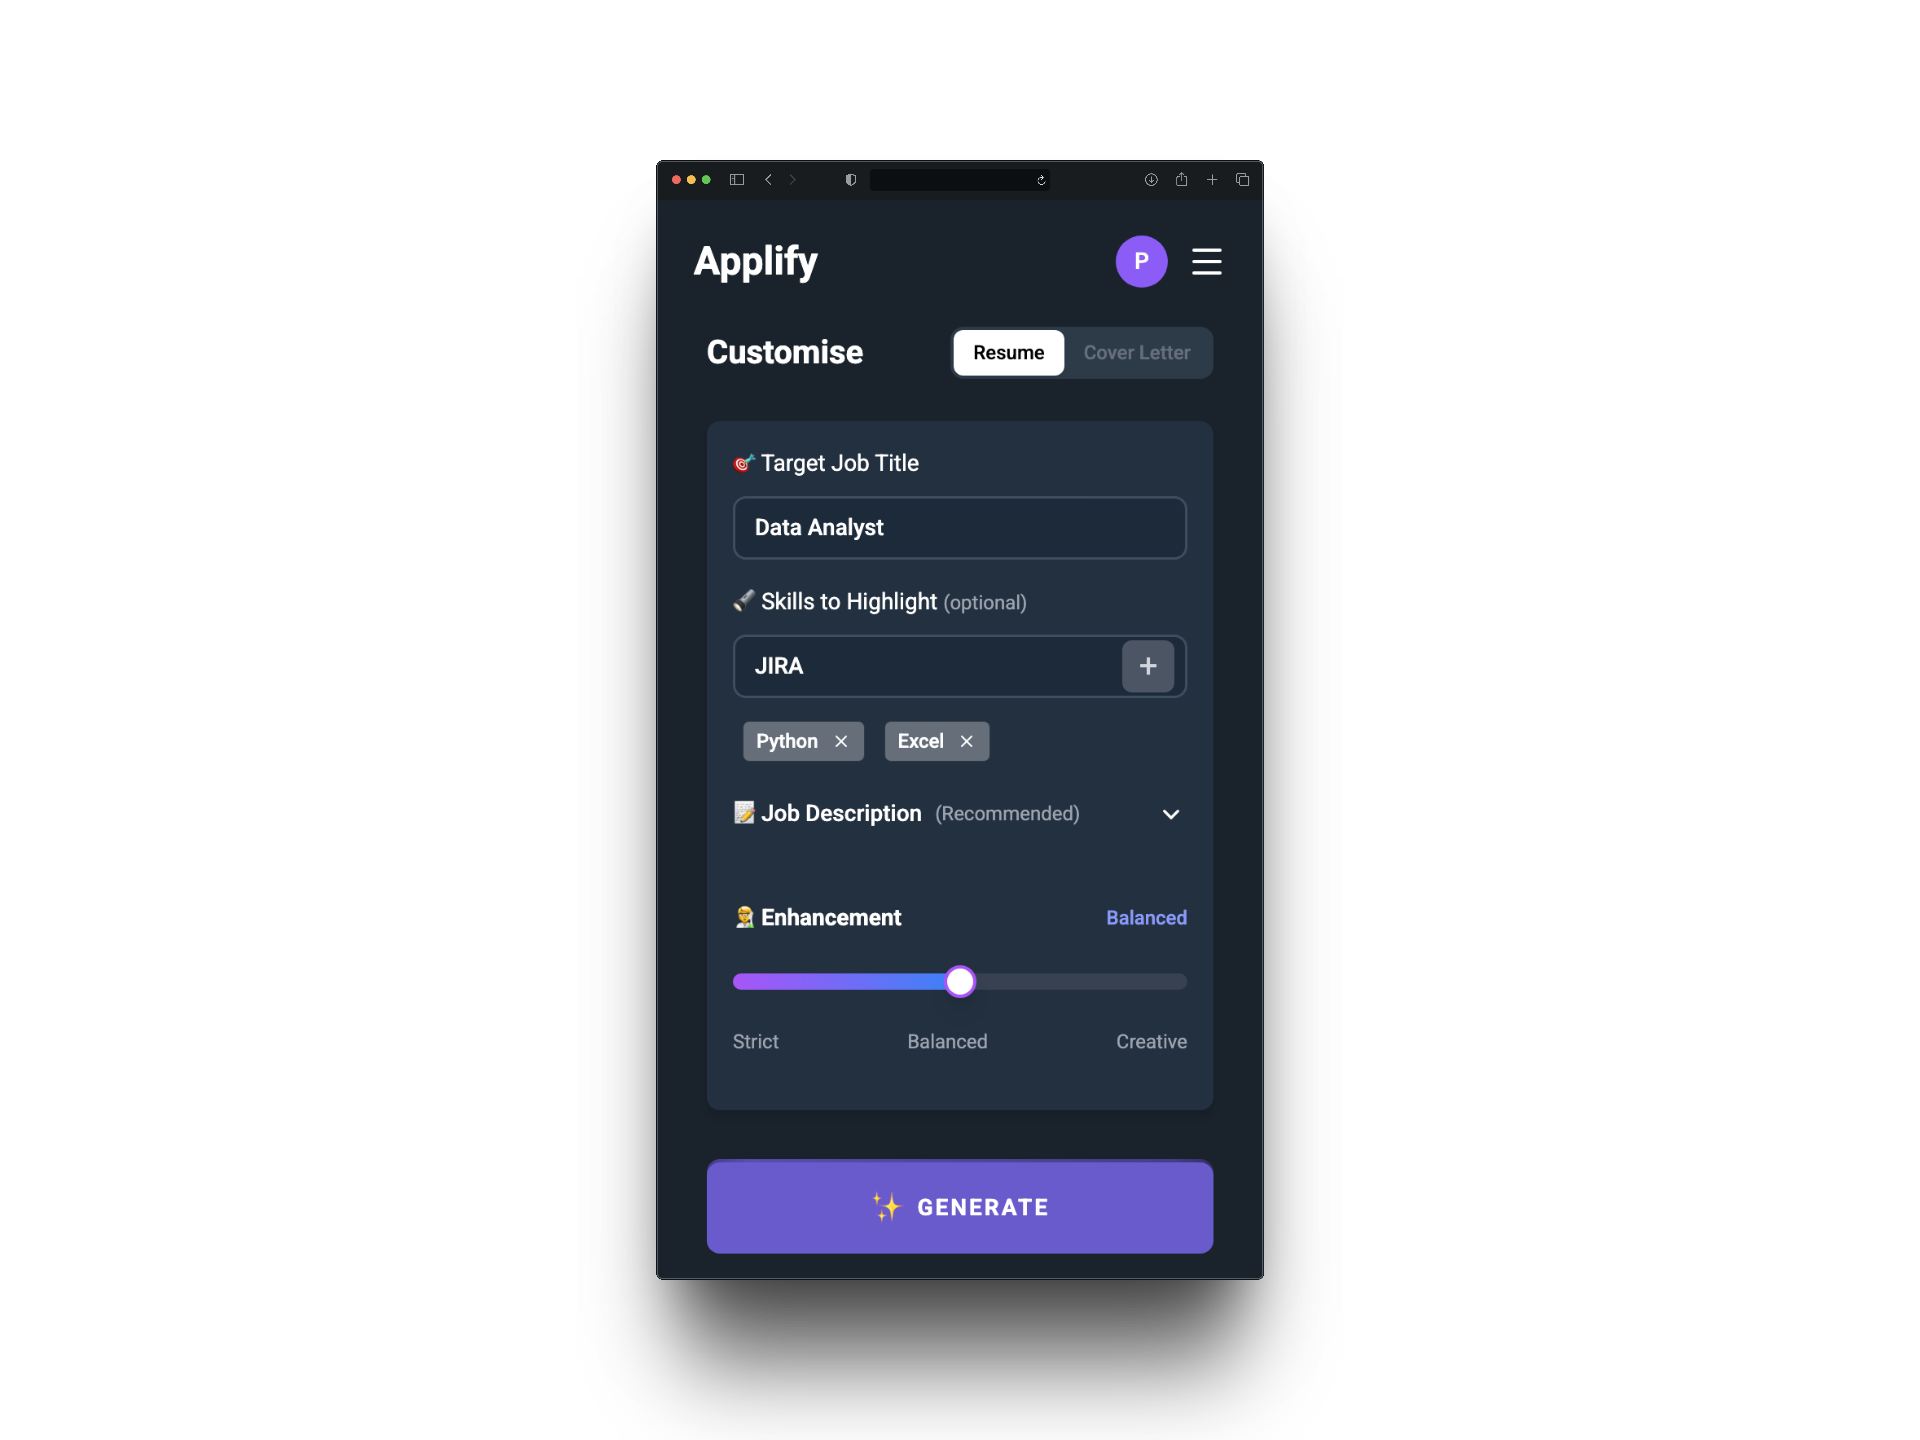 Applify
P
Customise
Resume
Cover Letter
🎯 Target Job Title
Data Analyst
🔦 Skills to Highlight (optional)
JIRA
+
Python ×
Excel ×
📝 Job Description (Recommended)
👨‍🎨 Enhancement
Balanced
Strict
Balanced
Creative
✨ GENERATE